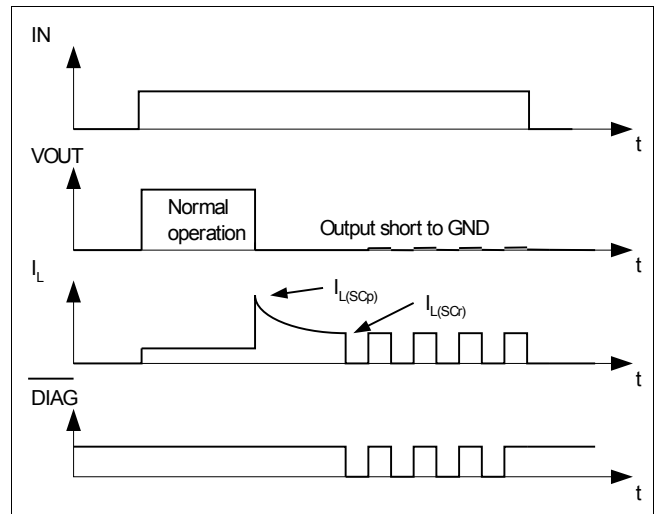 IN
t
VOUT
Normal
operation
Output short to GND
t
I_L
I_L(SCp)
I_L(SCr)
t
DIAG
t